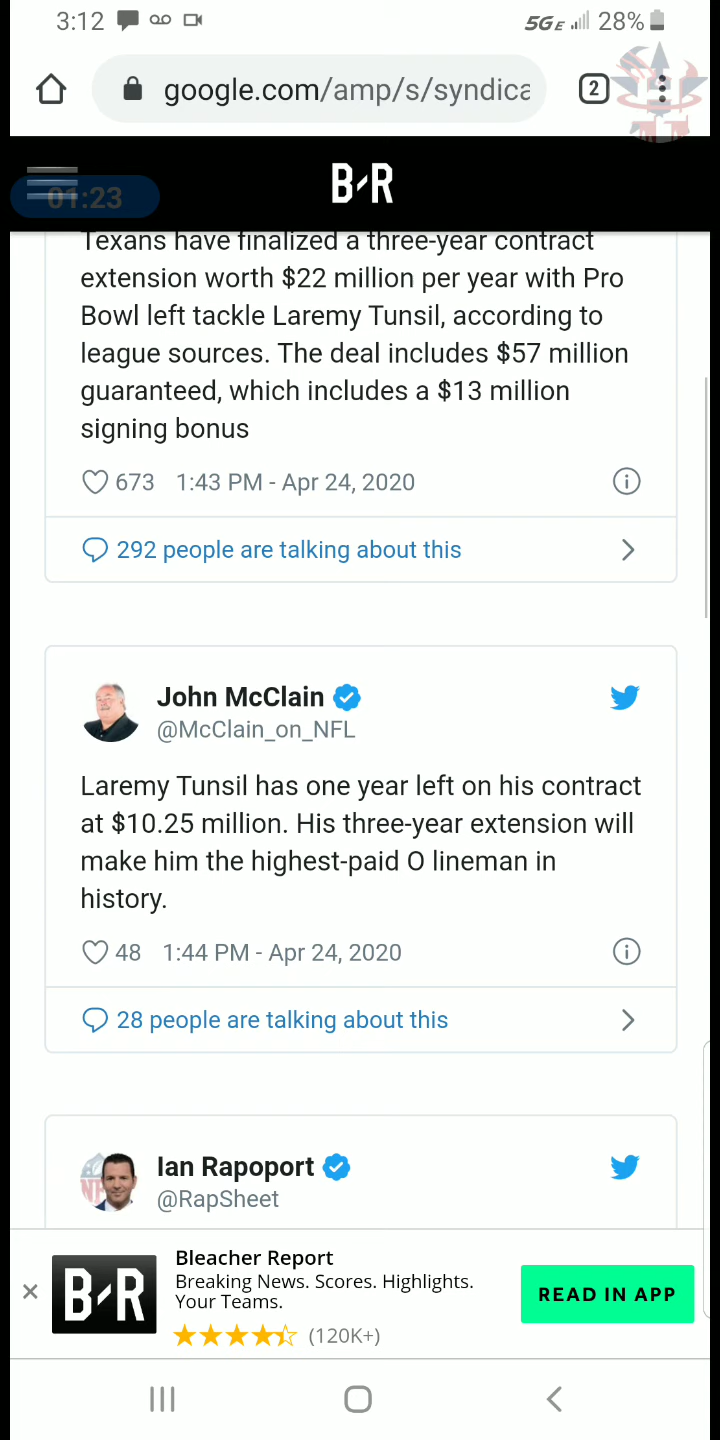 3:12
5GE 28%
google.com/amp/s/syndica
2
01:23
B/R
Texans have finalized a three-year contract
extension worth $22 million per year with Pro
Bowl left tackle Laremy Tunsil, according to
league sources. The deal includes $57 million
guaranteed, which includes a $13 million
signing bonus
673 1:43 PM - Apr 24, 2020
292 people are talking about this
John McClain
@McClain_on_NFL
Laremy Tunsil has one year left on his contract
at $10.25 million. His three-year extension will
make him the highest-paid O lineman in
history.
48 1:44 PM - Apr 24, 2020
28 people are talking about this
Ian Rapoport
@RapSheet
B/R
Bleacher Report
Breaking News. Scores. Highlights.
Your Teams.
(120K+)
READ IN APP